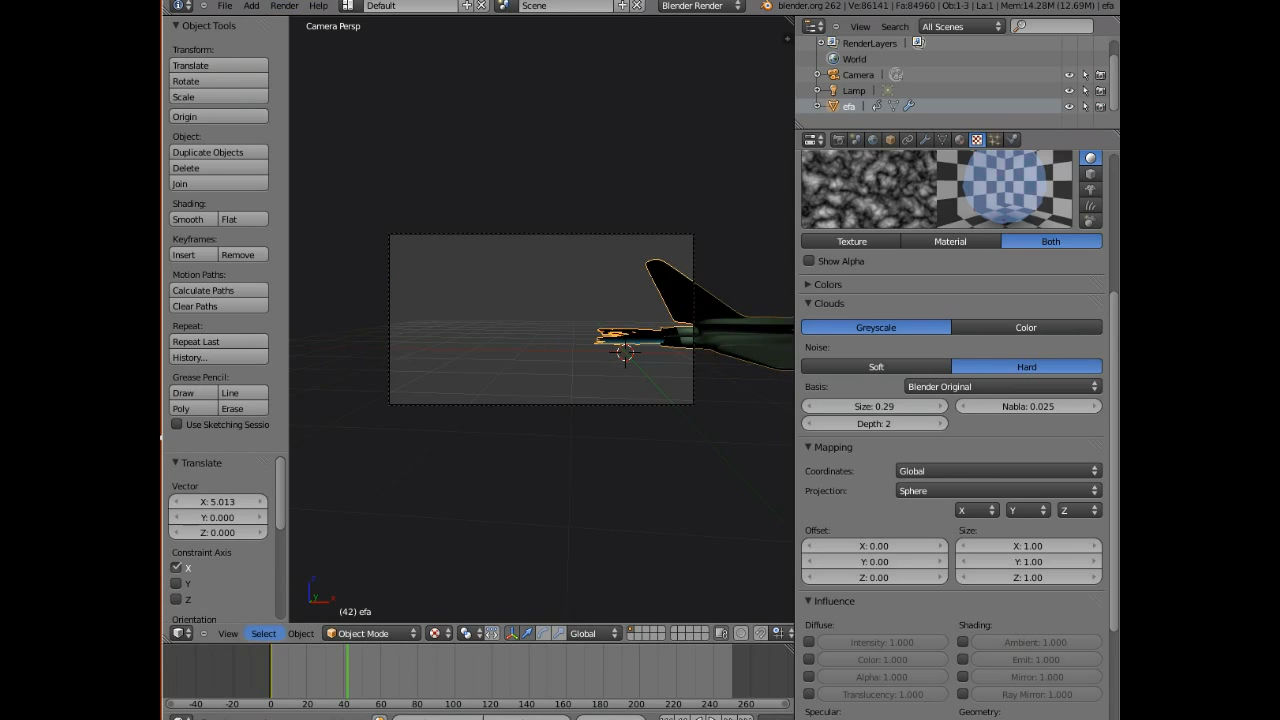 File Add Render Help Default Scene Blender Render blender.org 262 | Ve:86141 | Fa:84960 | Ob:1-3 | La:1 | Mem:14.28M (12.69M) | efa
Object Tools
Transform:
Translate
Rotate
Scale
Origin
Object:
Duplicate Objects
Delete
Join
Shading:
Smooth Flat
Keyframes:
Insert Remove
Motion Paths:
Calculate Paths
Clear Paths
Repeat:
Repeat Last
History...
Grease Pencil:
Draw Line
Poly Erase
Use Sketching Sessio
Translate
Vector
X: 5.013
Y: 0.000
Z: 0.000
Constraint Axis
X
Y
Z
Orientation
Camera Persp
z
y x
(42) efa
View Select Object Object Mode Global
-40 -20 0 20 40 60 80 100 120 140 160 180 200 220 240 260
View Search All Scenes
RenderLayers |
World
Camera |
Lamp |
efa |
Texture Material Both
Show Alpha
Colors
Clouds
Greyscale Color
Noise:
Soft Hard
Basis: Blender Original
Size: 0.29 Nabla: 0.025
Depth: 2
Mapping
Coordinates: Global
Projection: Sphere
X Y Z
Offset: Size:
X: 0.00 X: 1.00
Y: 0.00 Y: 1.00
Z: 0.00 Z: 1.00
Influence
Diffuse: Shading:
Intensity: 1.000 Ambient: 1.000
Color: 1.000 Emit: 1.000
Alpha: 1.000 Mirror: 1.000
Translucency: 1.000 Ray Mirror: 1.000
Specular: Geometry: